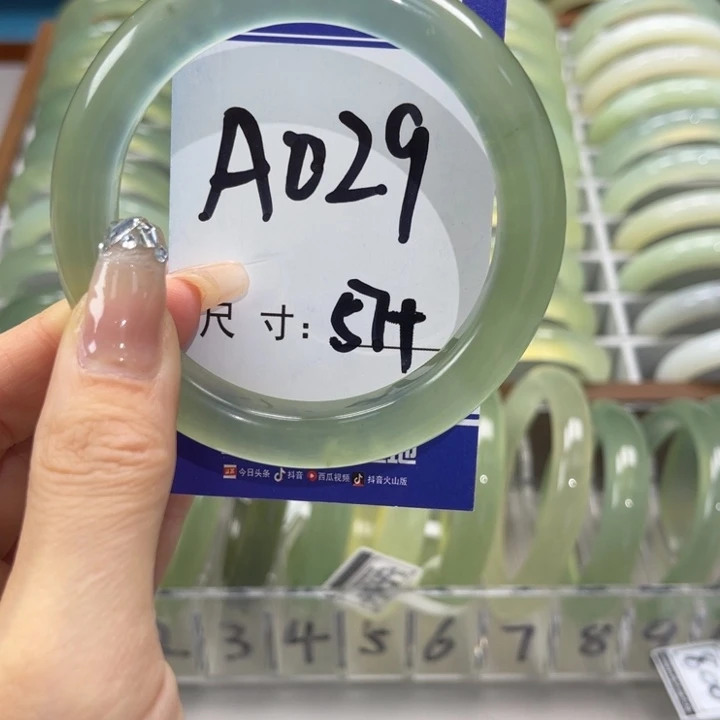 A029
尺寸: 57+
今日头条 抖音 西瓜视频 抖音火山版
3 4 5 6 7 8 9